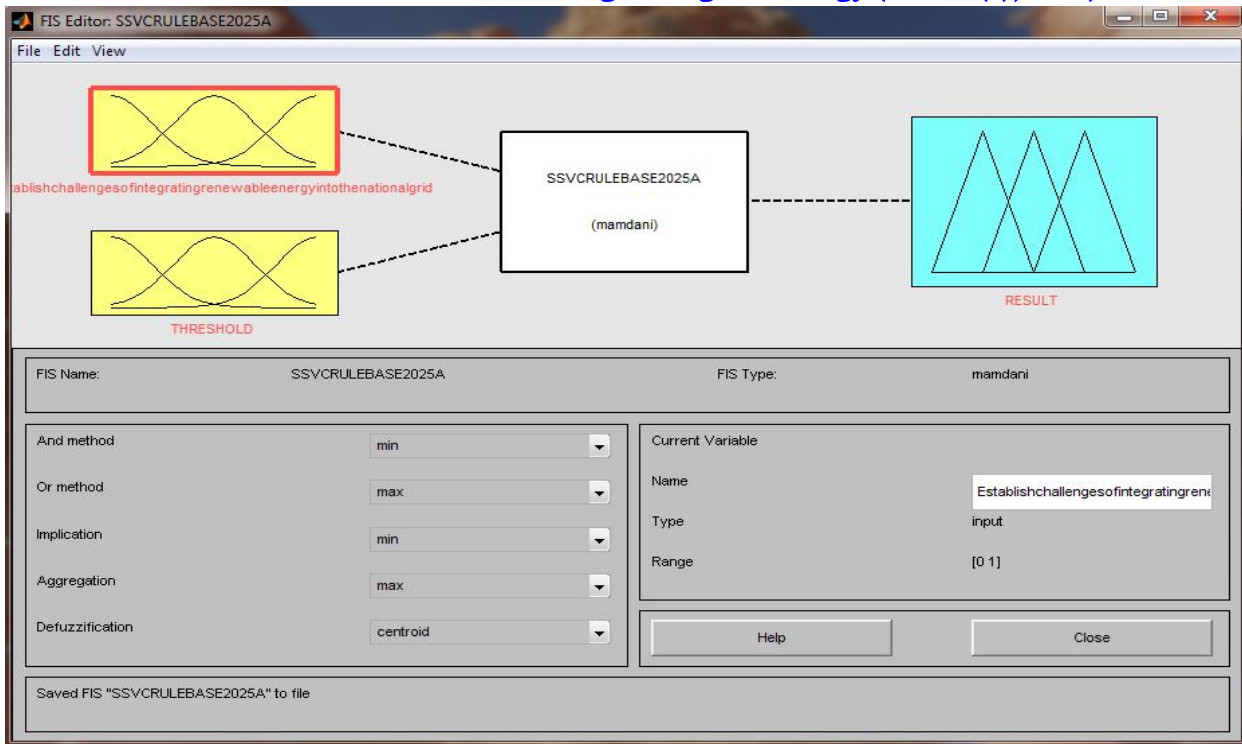 FIS Editor: SSVCRULEBASE2025A
File Edit View
ablishchallengesofintegratingrenewableenergyintothenationalgrid
THRESHOLD
SSVCRULEBASE2025A
(mamdani)
RESULT
FIS Name: SSVCRULEBASE2025A FIS Type: mamdani
And method min
Or method max
Implication min
Aggregation max
Defuzzification centroid
Current Variable
Name Establishchallengesofintegratingrene
Type input
Range [0 1]
Help Close
Saved FIS "SSVCRULEBASE2025A" to file